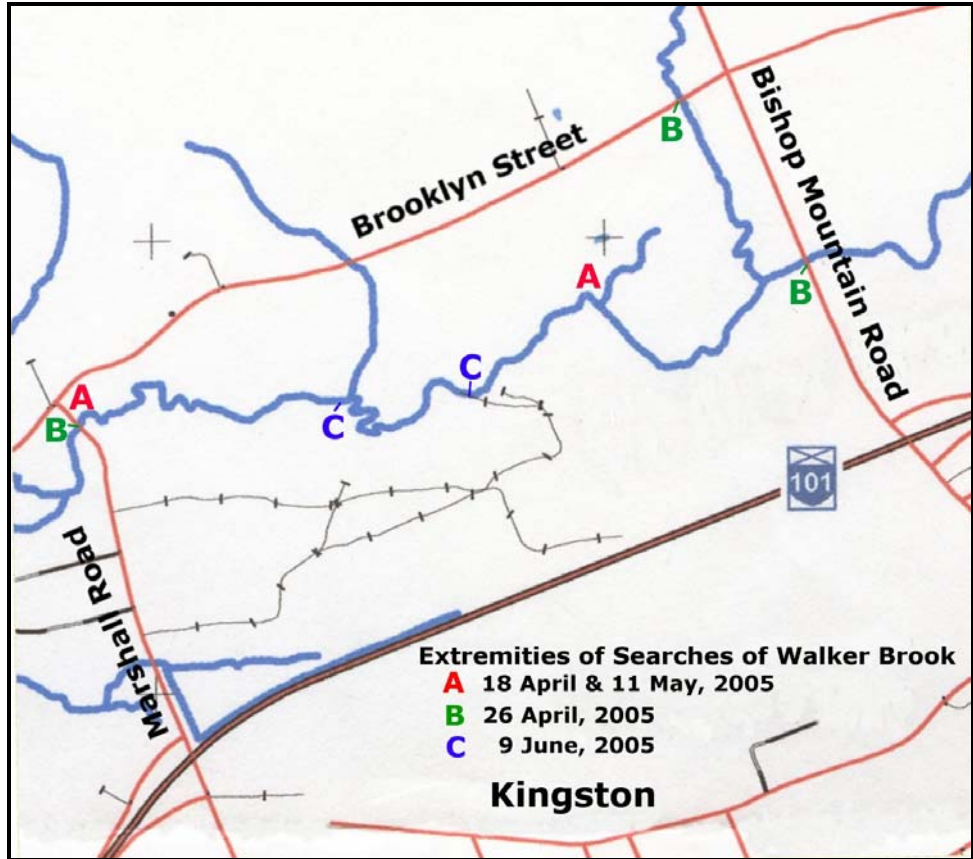 B
Bishop Mountain Road
Brooklyn Street
A
B
C
A
B
C
101
Marshall Road
Extremities of Searches of Walker Brook
A 18 April & 11 May, 2005
B 26 April, 2005
C 9 June, 2005
Kingston